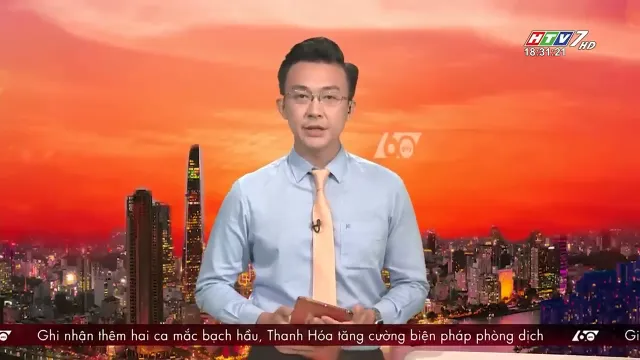 HTV7 HD
18:31:21
60
Ghi nhận thêm hai ca mắc bạch hầu, Thanh Hóa tăng cường biện pháp phòng dịch